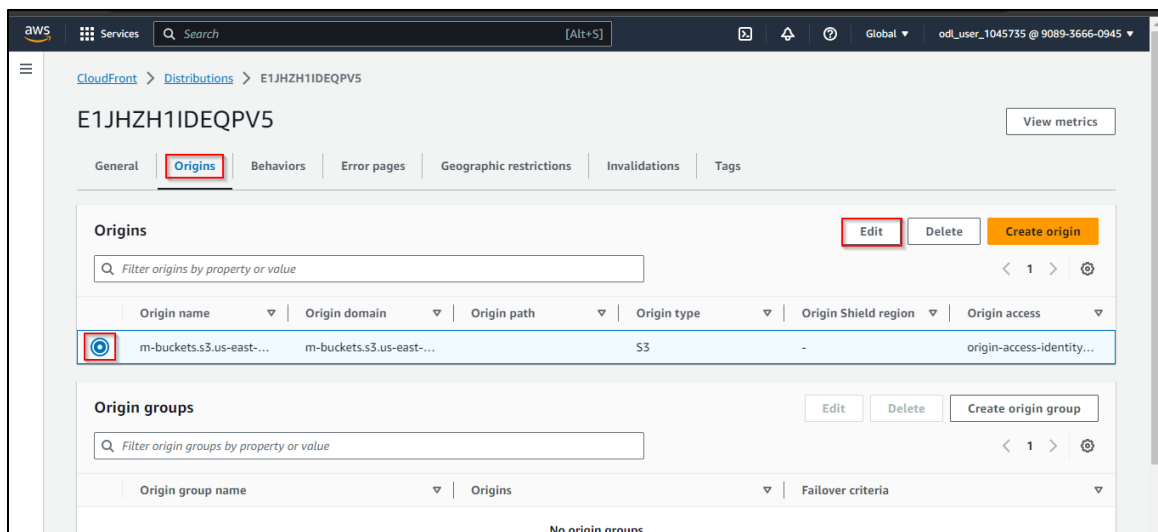 aws Services Search [Alt+S] Global odl_user_1045735 @ 9089-3666-0945
CloudFront > Distributions > E1JHZH1IDEQPV5
E1JHZH1IDEQPV5 View metrics
General Origins Behaviors Error pages Geographic restrictions Invalidations Tags
Origins Edit Delete Create origin
Filter origins by property or value < 1 >
Origin name Origin domain Origin path Origin type Origin Shield region Origin access
m-buckets.s3.us-east-... m-buckets.s3.us-east-... S3 - origin-access-identity...
Origin groups Edit Delete Create origin group
Filter origin groups by property or value < 1 >
Origin group name Origins Failover criteria
No origin groups